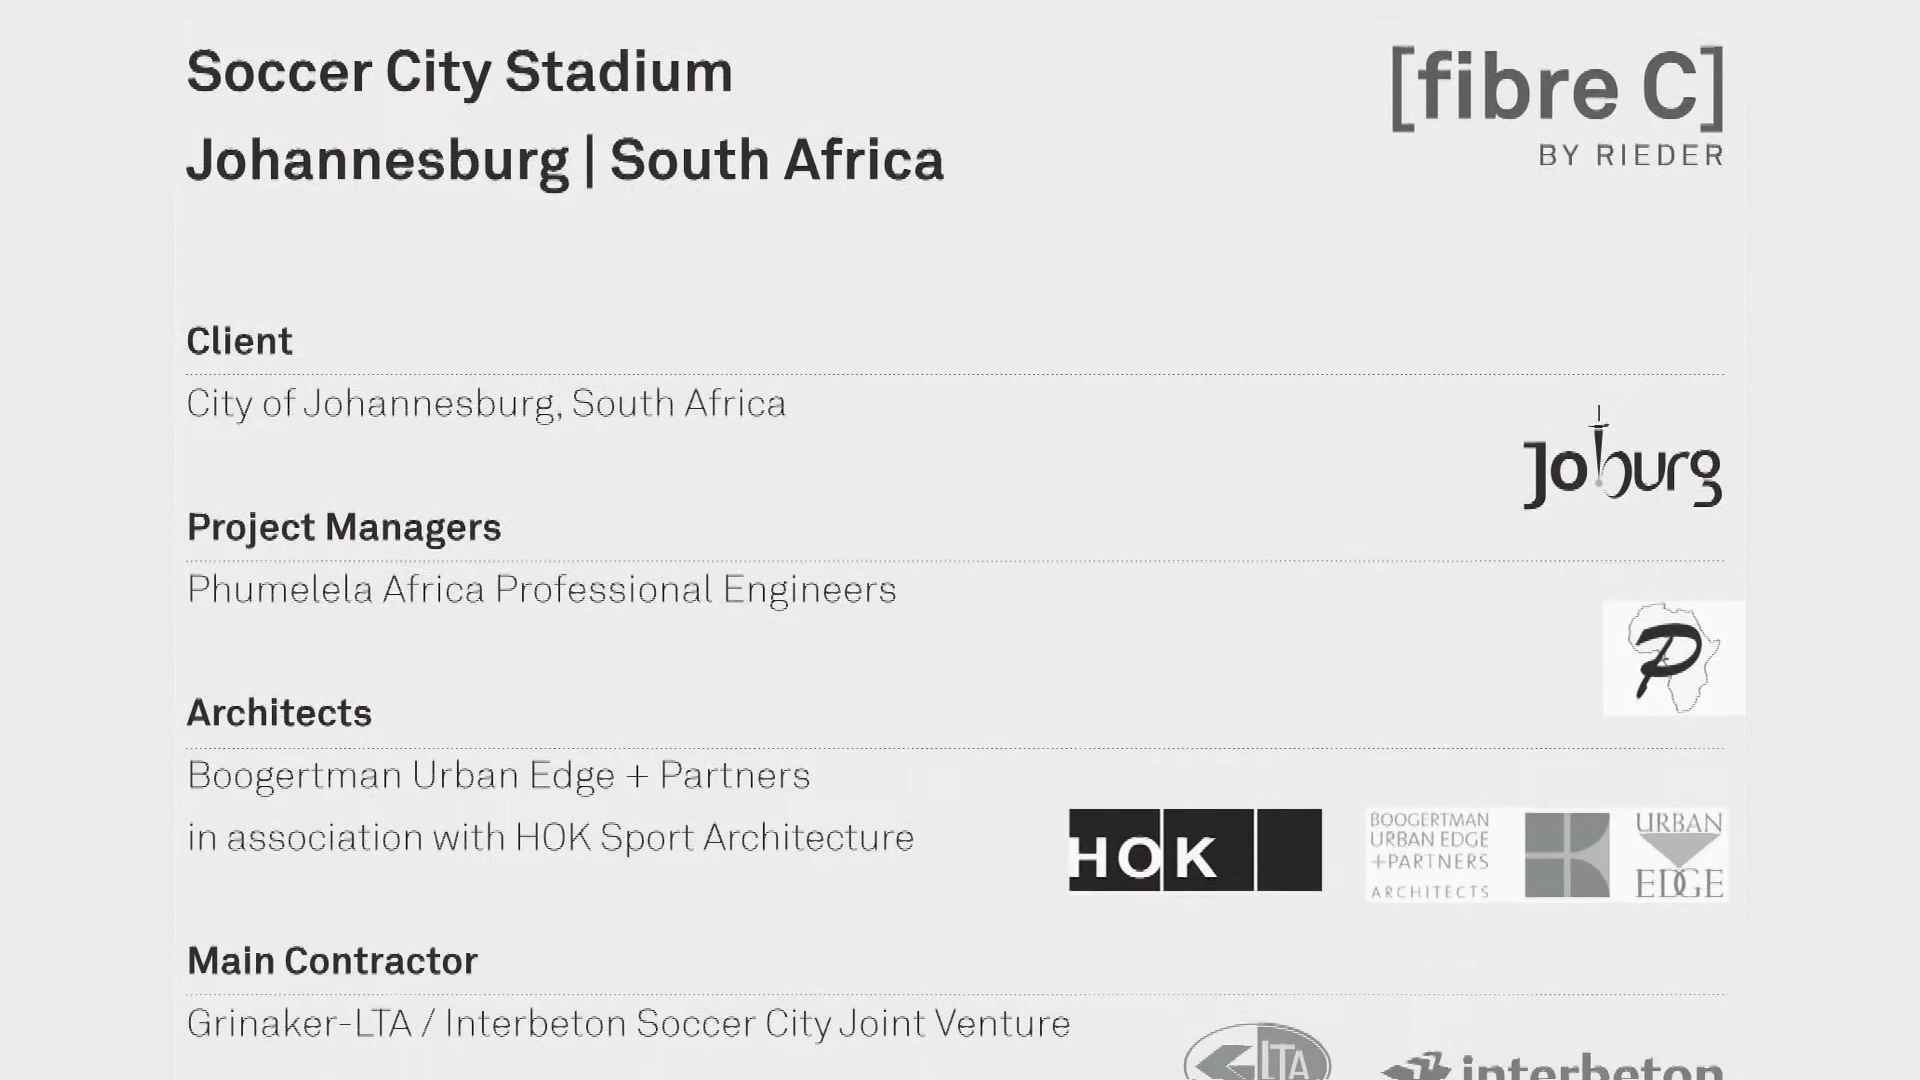 Soccer City Stadium
Johannesburg | South Africa
[fibre C]
BY RIEDER
Client
City of Johannesburg, South Africa
Joburg
Project Managers
Phumelela Africa Professional Engineers
P
Architects
Boogertman Urban Edge + Partners
in association with HOK Sport Architecture
HOK
BOOGERTMAN
URBAN EDGE
+PARTNERS
ARCHITECTS
URBAN
EDGE
Main Contractor
Grinaker-LTA / Interbeton Soccer City Joint Venture
LTA
interbeton